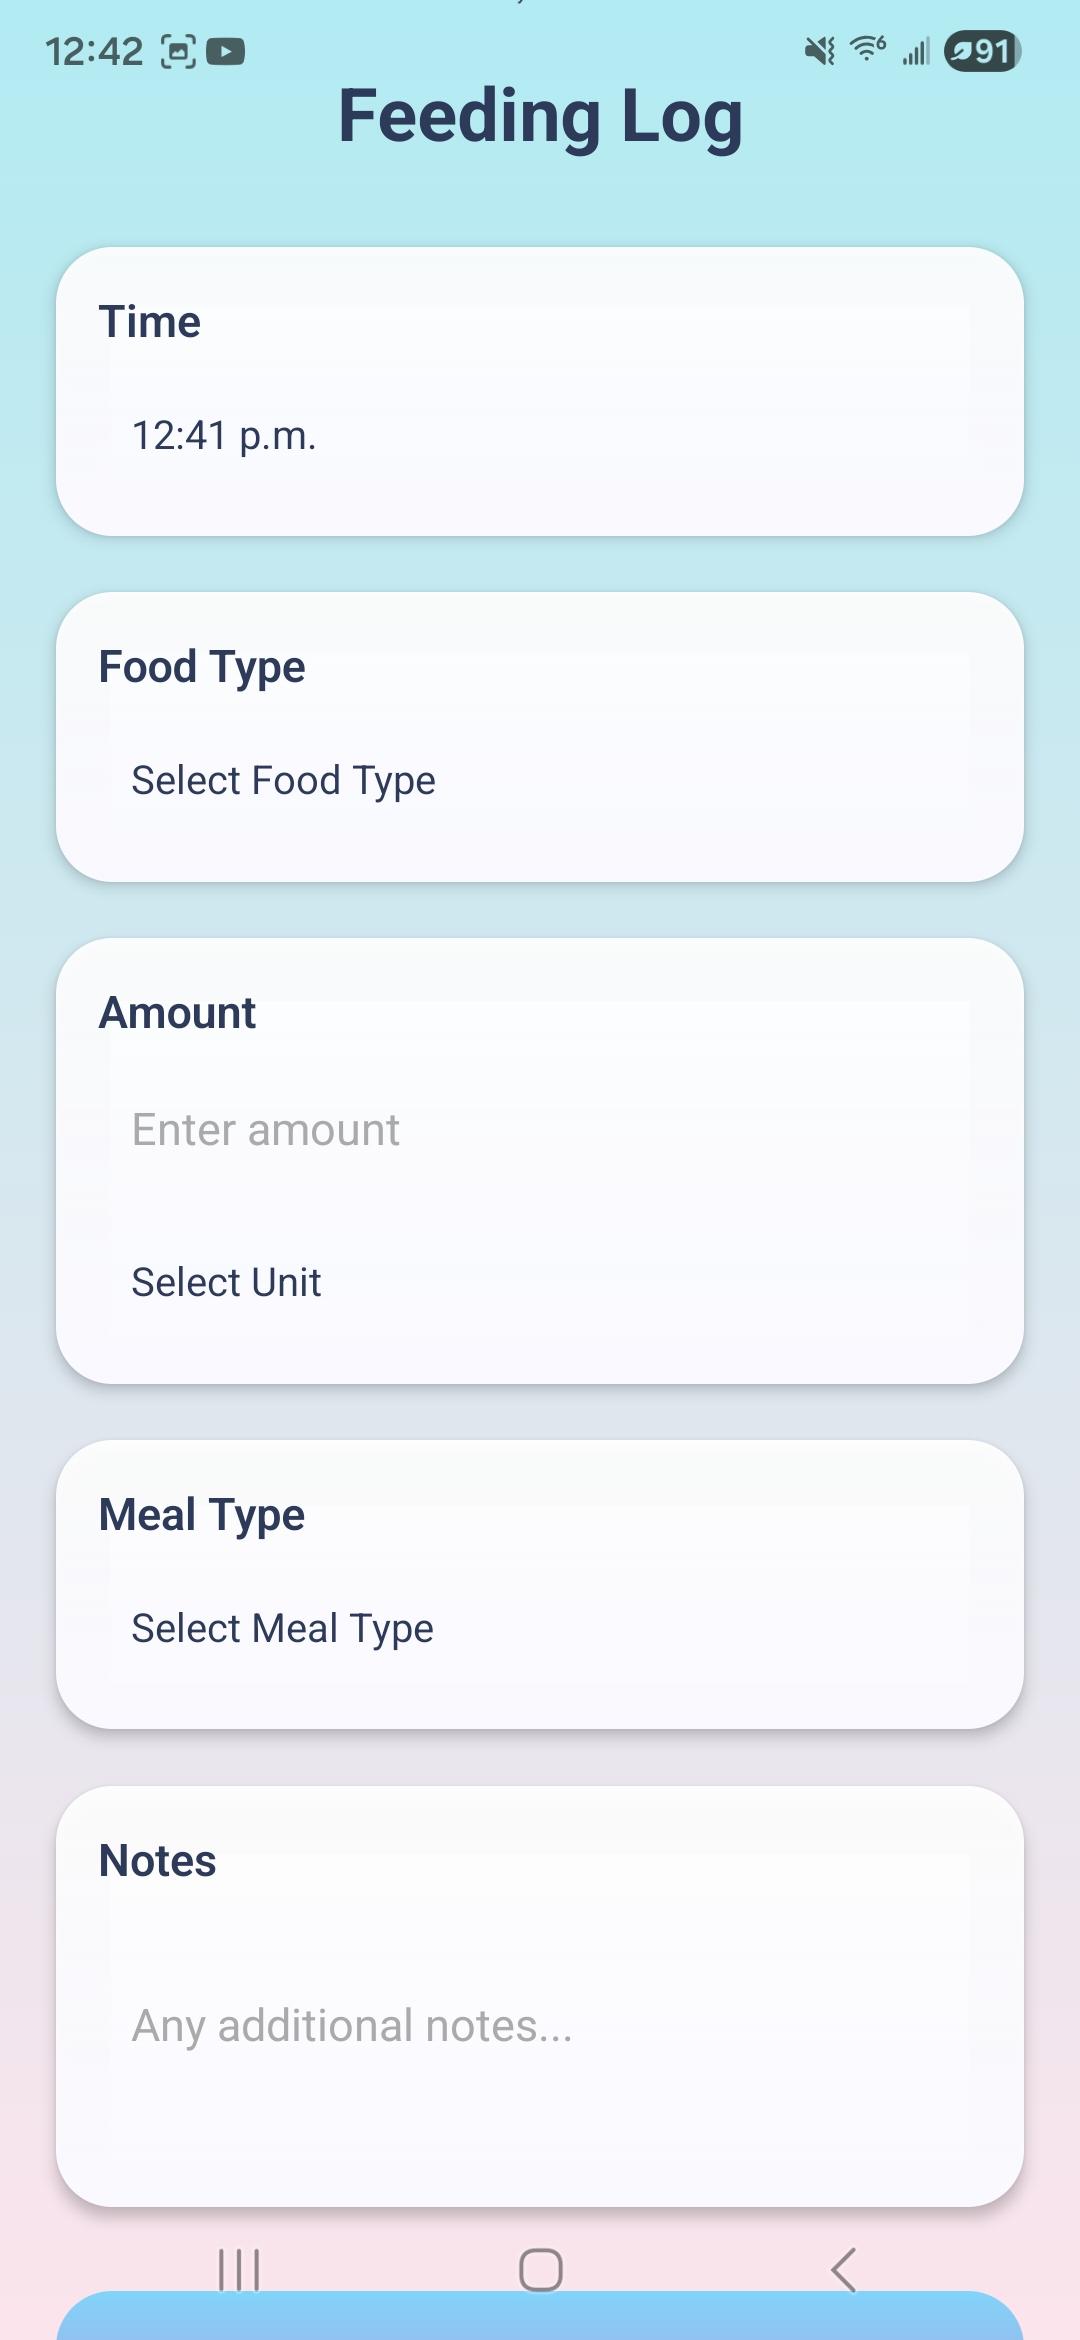 12:42
6
91
Feeding Log
Time
12:41 p.m.
Food Type
Select Food Type
Amount
Enter amount
Select Unit
Meal Type
Select Meal Type
Notes
Any additional notes...